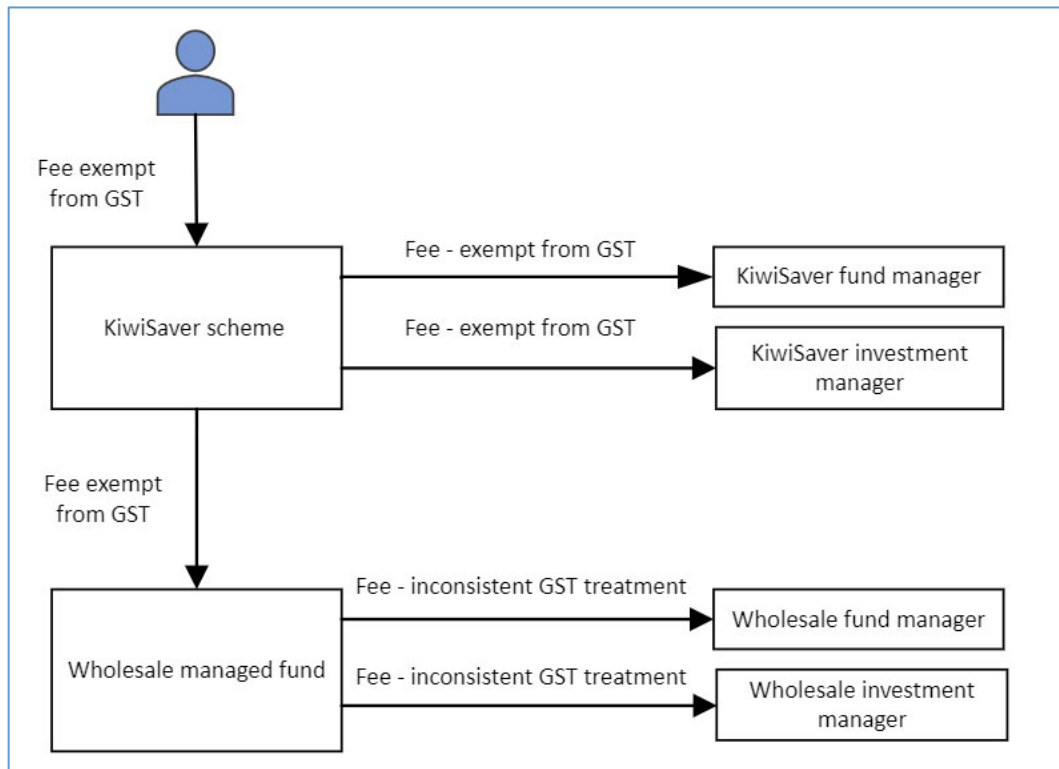 Fee exempt
from GST
Fee - exempt from GST
KiwiSaver fund manager
KiwiSaver scheme
Fee - exempt from GST
KiwiSaver investment
manager
Fee exempt
from GST
Fee - inconsistent GST treatment
Wholesale fund manager
Wholesale managed fund
Fee - inconsistent GST treatment
Wholesale investment
manager